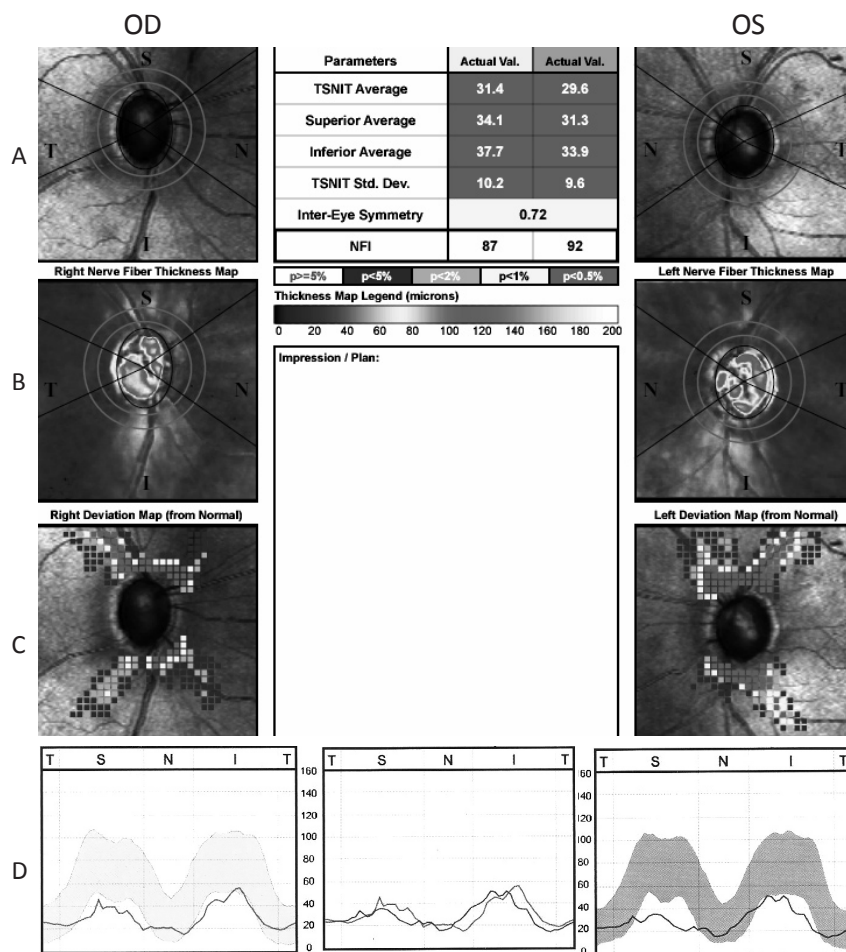 OD
OS
A
S
T
N
I
Parameters
Actual Val.
Actual Val.
TSNIT Average
31.4
29.6
Superior Average
34.1
31.3
Inferior Average
37.7
33.9
TSNIT Std. Dev.
10.2
9.6
Inter-Eye Symmetry
0.72
NFI
87
92
p>=5%
p<5%
p<2%
p<1%
p<0.5%
S
N
T
I
Right Nerve Fiber Thickness Map
Thickness Map Legend (microns)
0 20 40 60 80 100 120 140 160 180 200
Left Nerve Fiber Thickness Map
B
S
T
N
I
Impression / Plan:
S
N
T
I
Right Deviation Map (from Normal)
Left Deviation Map (from Normal)
C
D
T S N I T
160
140
120
100
80
60
40
20
0
T S N I T
160
140
120
100
80
60
40
20
0
T S N I T